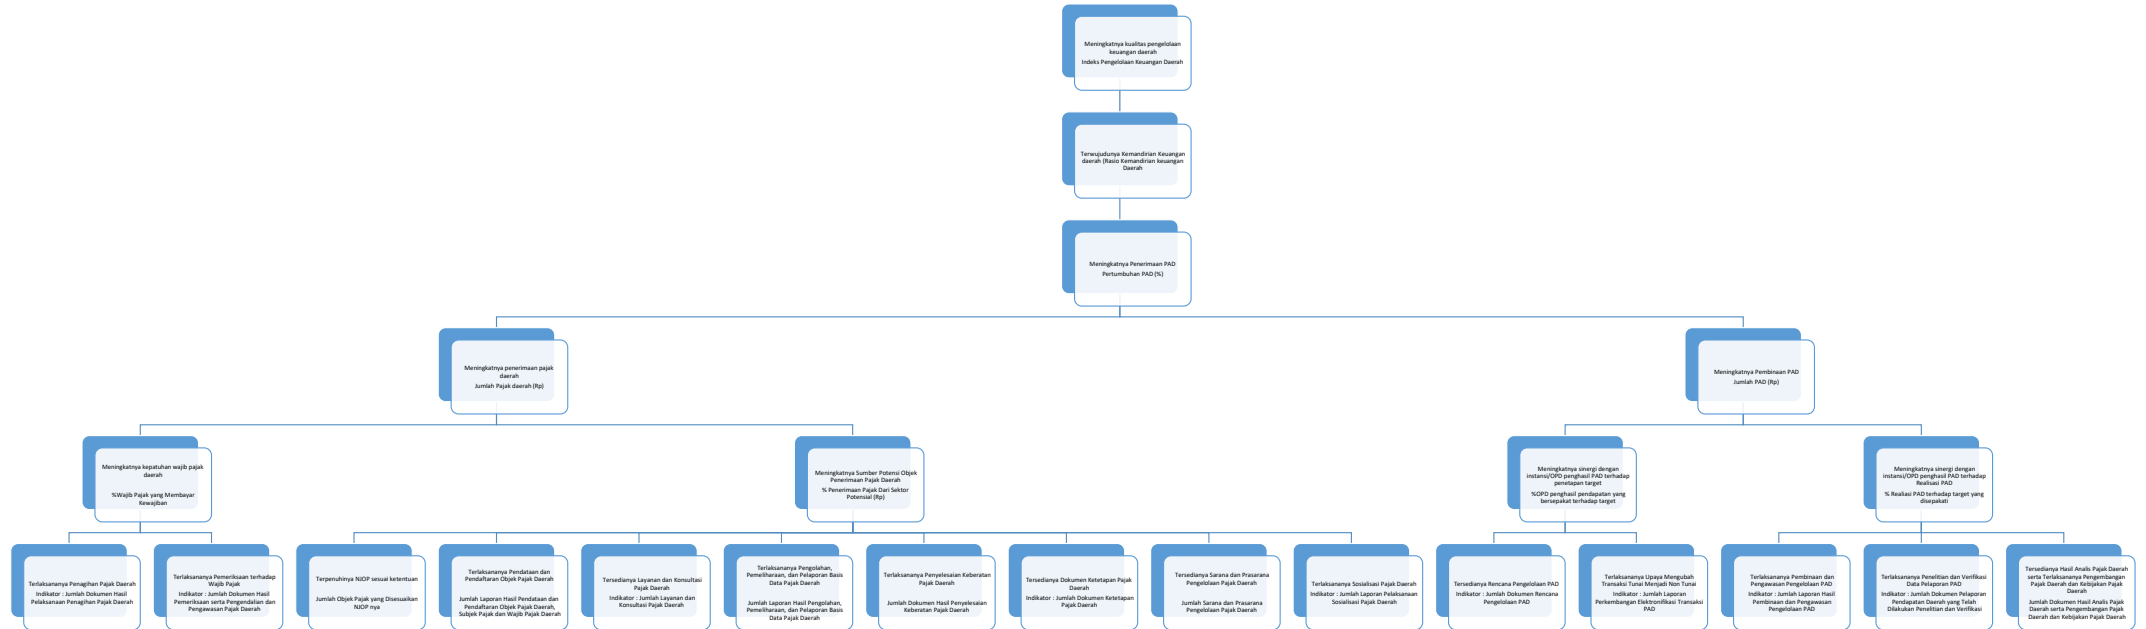 Meningkatnya kualitas pengelolaan
keuangan daerah
Indeks Pengelolaan Keuangan Daerah
Terwujudunya Kemandirian Keuangan
daerah (Rasio Kemandirian keuangan
Daerah
Meningkatnya Penerimaan PAD
Pertumbuhan PAD (%)
Meningkatnya penerimaan pajak
daerah
Jumlah Pajak daerah (Rp)
Meningkatnya Pembinaan PAD
Jumlah PAD (Rp)
Meningkatnya kepatuhan wajib pajak
daerah
%Wajib Pajak yang Membayar
Kewajiban
Meningkatnya Sumber Potensi Objek
Penerimaan Pajak Daerah
% Penerimaan Pajak Dari Sektor
Potensial (Rp)
Meningkatnya sinergi dengan
instansi/OPD penghasil PAD terhadap
penetapan target
%OPD penghasil pendapatan yang
bersepakat terhadap target
Meningkatnya sinergi dengan
instansi/OPD penghasil PAD terhadap
Realisasi PAD
% Realiasi PAD terhadap target yang
disepakati
Terlaksananya Penagihan Pajak Daerah
Indikator : Jumlah Dokumen Hasil
Pelaksanaan Penagihan Pajak Daerah
Terlaksananya Pemeriksaan terhadap
Wajib Pajak
Indikator : Jumlah Dokumen Hasil
Pemeriksaan serta Pengendalian dan
Pengawasan Pajak Daerah
Terpenuhinya NJOP sesuai ketentuan
Jumlah Objek Pajak yang Disesuaikan
NJOP nya
Terlaksananya Pendataan dan
Pendaftaran Objek Pajak Daerah
Jumlah Laporan Hasil Pendataan dan
Pendaftaran Objek Pajak Daerah,
Subjek Pajak dan Wajib Pajak Daerah
Tersedianya Layanan dan Konsultasi
Pajak Daerah
Indikator : Jumlah Layanan dan
Konsultasi Pajak Daerah
Terlaksananya Pengolahan,
Pemeliharaan, dan Pelaporan Basis
Data Pajak Daerah
Jumlah Laporan Hasil Pengolahan,
Pemeliharaan, dan Pelaporan Basis
Data Pajak Daerah
Terlaksananya Penyelesaian Keberatan
Pajak Daerah
Jumlah Dokumen Hasil Penyelesaian
Keberatan Pajak Daerah
Tersedianya Dokumen Ketetapan Pajak
Daerah
Indikator : Jumlah Dokumen Ketetapan
Pajak Daerah
Tersedianya Sarana dan Prasarana
Pengelolaan Pajak Daerah
Jumlah Sarana dan Prasarana
Pengelolaan Pajak Daerah
Terlaksananya Sosialisasi Pajak Daerah
Indikator : Jumlah Laporan Pelaksanaan
Sosialisasi Pajak Daerah
Tersedianya Rencana Pengelolaan PAD
Indikator : Jumlah Dokumen Rencana
Pengelolaan PAD
Terlaksananya Upaya Mengubah
Transaksi Tunai Menjadi Non Tunai
Indikator : Jumlah Laporan
Perkembangan Elektronifikasi Transaksi
PAD
Terlaksananya Pembinaan dan
Pengawasan Pengelolaan PAD
Indikator : Jumlah Laporan Hasil
Pembinaan dan Pengawasan
Pengelolaan PAD
Terlaksananya Penelitian dan Verifikasi
Data Pelaporan PAD
Indikator : Jumlah Dokumen Pelaporan
Pendapatan Daerah yang Telah
Dilakukan Penelitian dan Verifikasi
Tersedianya Hasil Analis Pajak Daerah
serta Terlaksananya Pengembangan
Pajak Daerah dan Kebijakan Pajak
Daerah
Jumlah Dokumen Hasil Analis Pajak
Daerah serta Pengembangan Pajak
Daerah dan Kebijakan Pajak Daerah